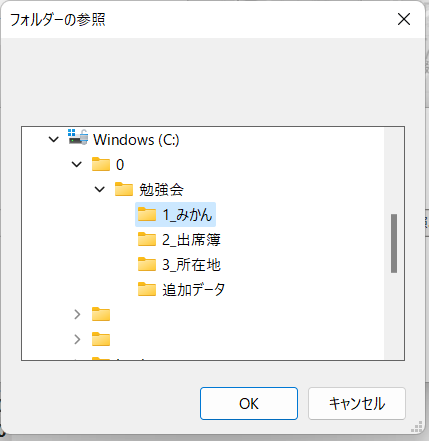 フォルダーの参照
Windows (C:)
0
勉強会
1_みかん
2_出席簿
3_所在地
追加データ
OK
キャンセル